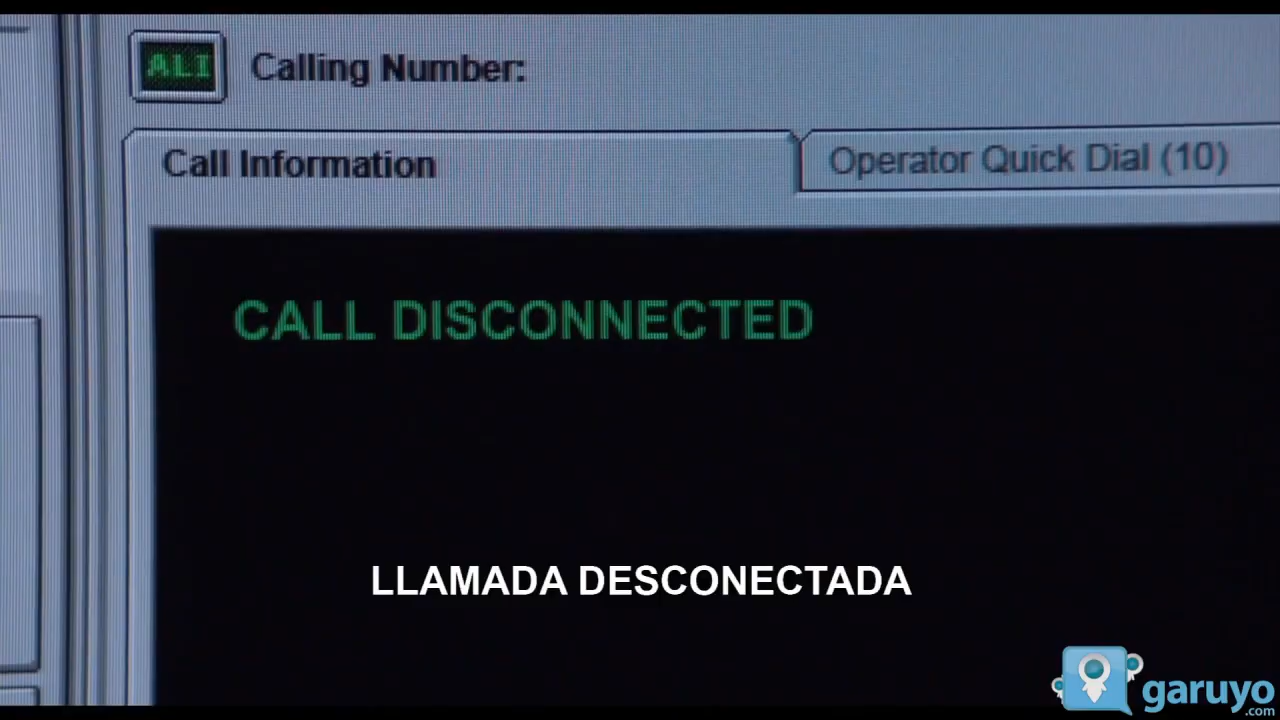 ALI
Calling Number:
Call Information
Operator Quick Dial (10)
CALL DISCONNECTED
LLAMADA DESCONECTADA
garuyo
.com